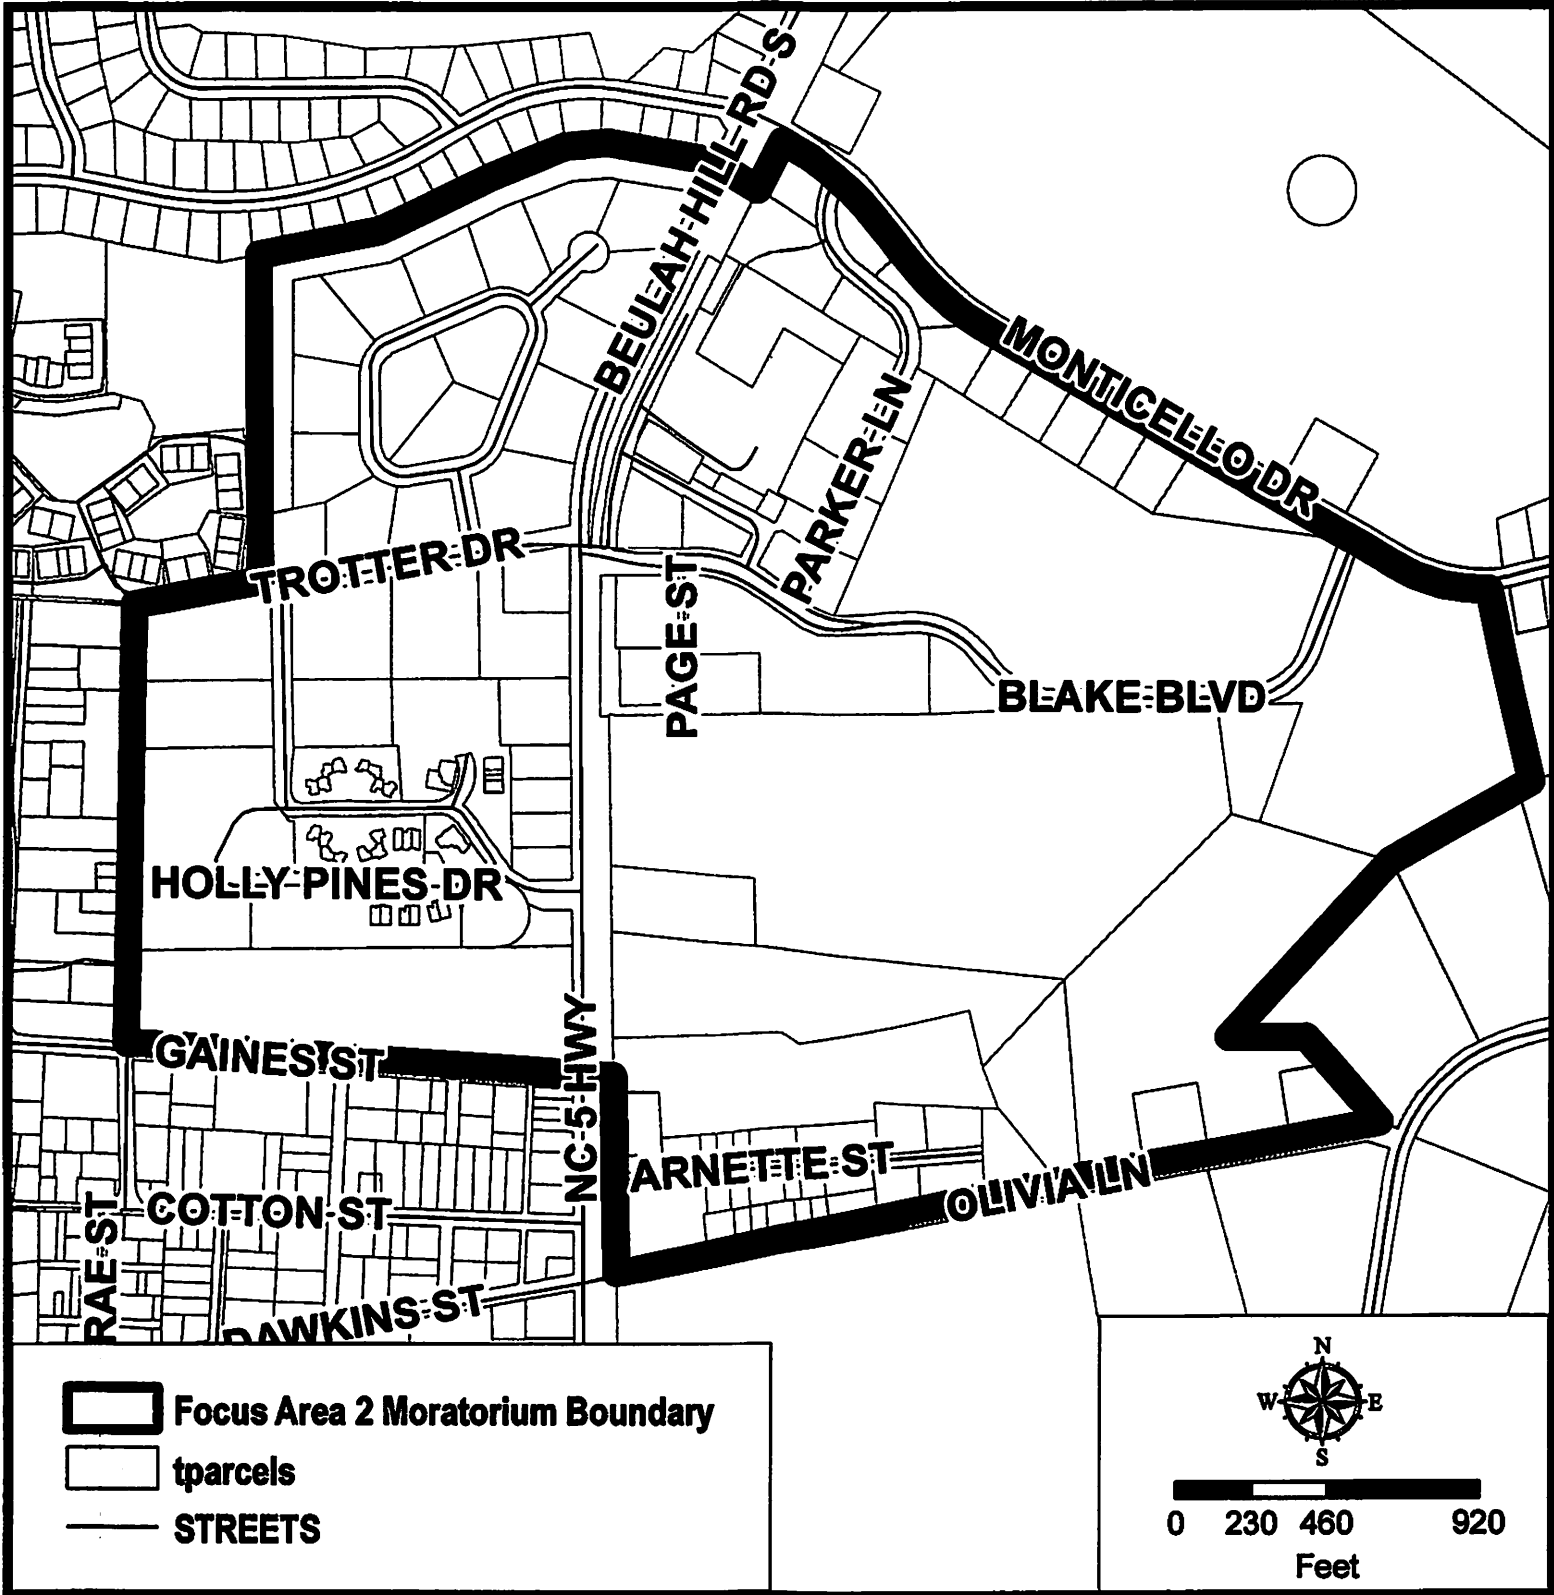 BEULAH HILL RD S
MONTICELLO DR
PARKER LN
TROTTER DR
PAGE ST
BLAKE BLVD
HOLLY PINES DR
NC 5 HWY
GAINES ST
ARNETTE ST
OLIVIA LN
COTTON ST
RAE ST
DAWKINS ST
Focus Area 2 Moratorium Boundary
tparcels
STREETS
N
W E
S
0 230 460 920
Feet